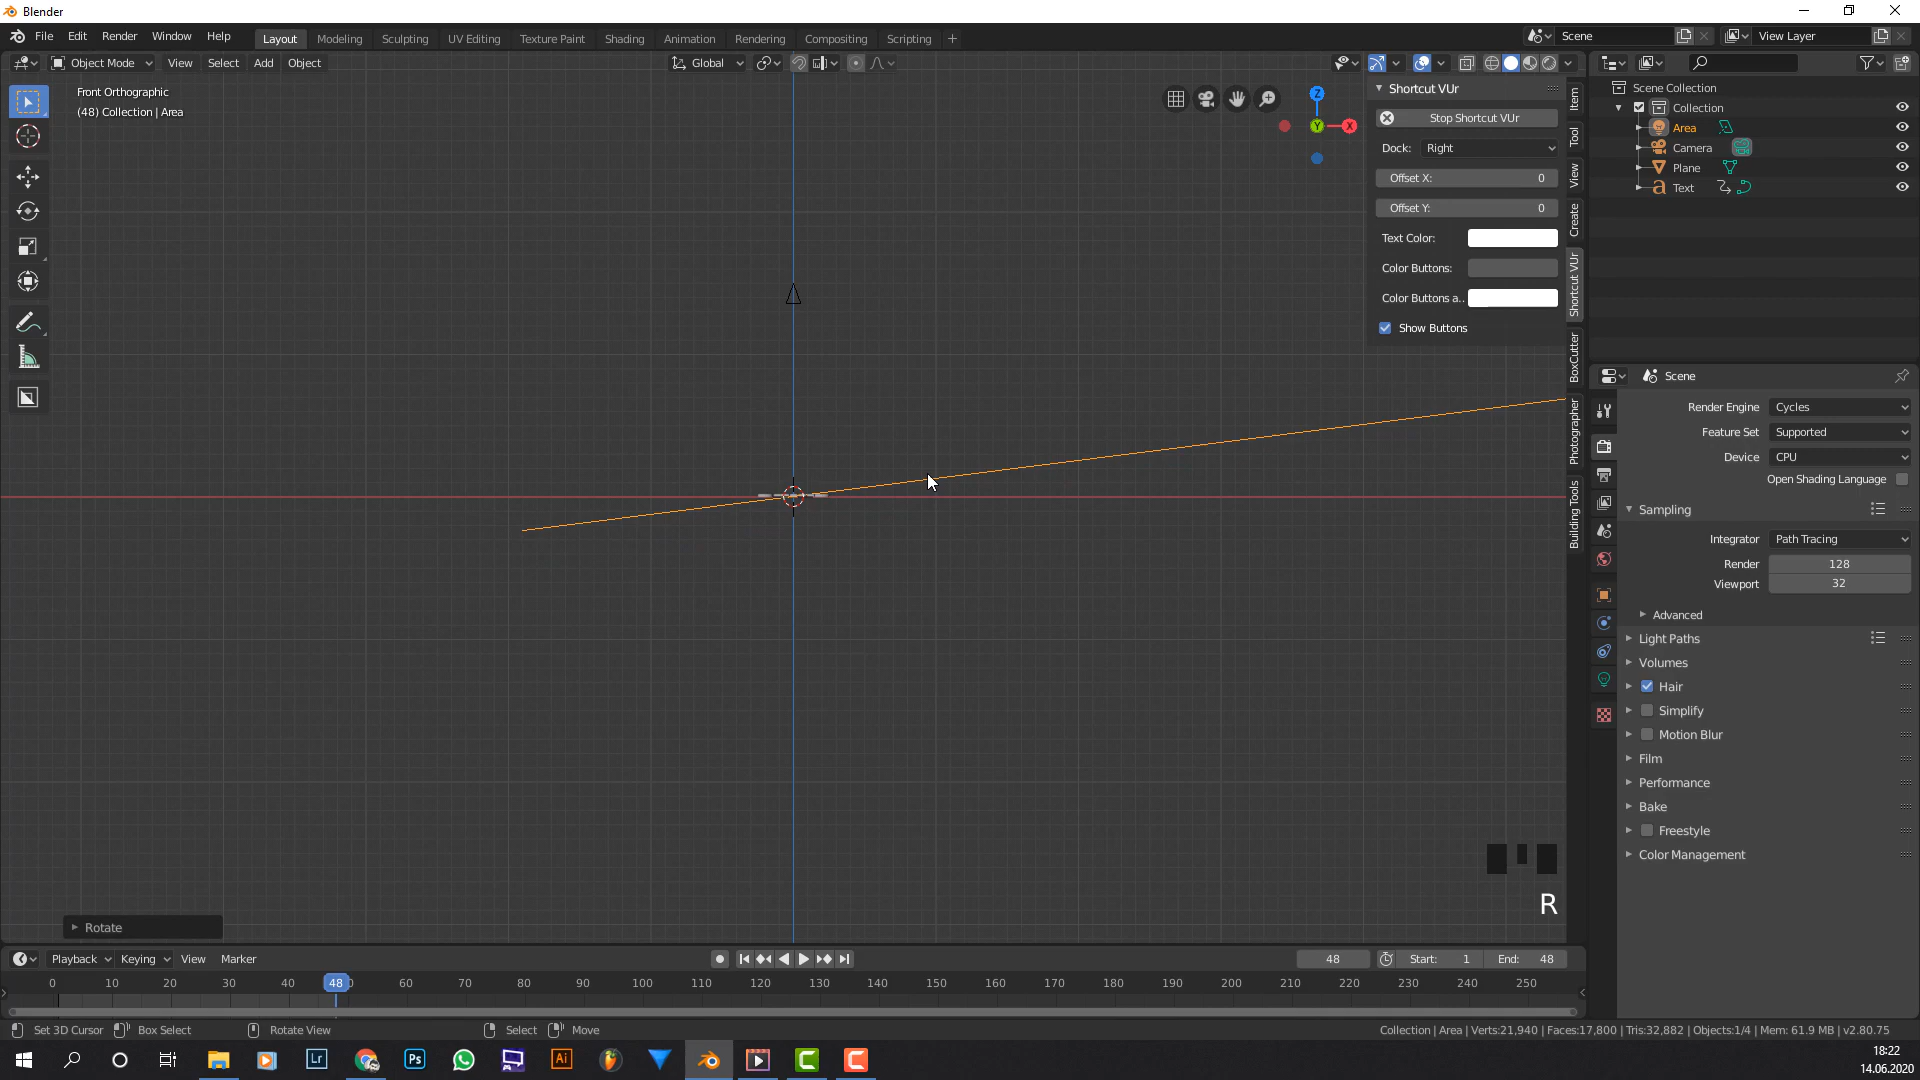 Blender
File Edit Render Window Help
Layout Modeling Sculpting UV Editing Texture Paint Shading Animation Rendering Compositing Scripting +
Scene
View Layer
Object Mode View Select Add Object
Global
Front Orthographic
(48) Collection | Area
Z
Y
X
Shortcut VUr
Stop Shortcut VUr
Dock: Right
Offset X: 0
Offset Y: 0
Text Color:
Color Buttons:
Color Buttons a..
Show Buttons
Item
Tool
View
Create
Shortcut VUr
BoxCutter
Photographer
Building Tools
Scene Collection
Collection
Area
Camera
Plane
Text
Scene
Render Engine Cycles
Feature Set Supported
Device CPU
Open Shading Language
Sampling
Integrator Path Tracing
Render 128
Viewport 32
Advanced
Light Paths
Volumes
Hair
Simplify
Motion Blur
Film
Performance
Bake
Freestyle
Color Management
R
Rotate
Playback Keying View Marker
48
Start: 1
End: 48
0 10 20 30 40 48 60 70 80 90 100 110 120 130 140 150 160 170 180 190 200 210 220 230 240 250
Set 3D Cursor Box Select Rotate View Select Move
Collection | Area | Verts:21,940 | Faces:17,800 | Tris:32,882 | Objects:1/4 | Mem: 61.9 MB | v2.80.75
Lr
Ps
Ai
C
C
18:22
14.06.2020